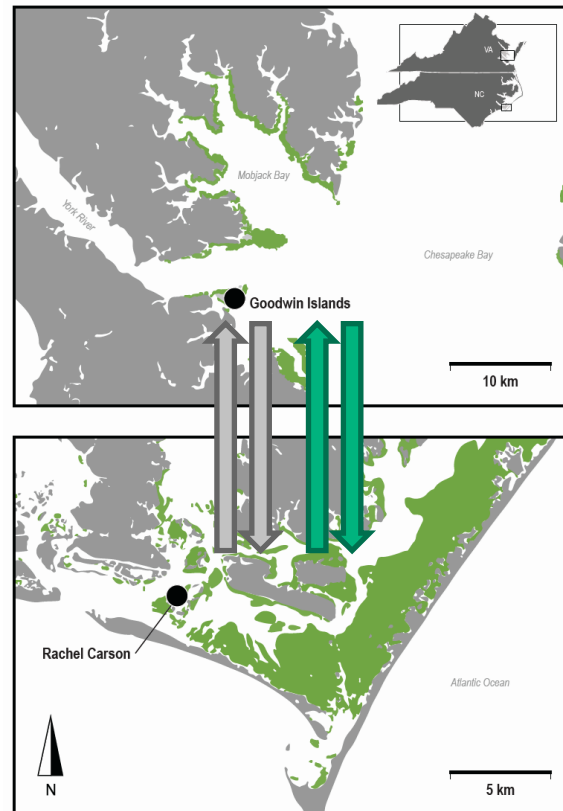 VA
NC
Mobjack Bay
York River
Chesapeake Bay
Goodwin Islands
10 km
Rachel Carson
Atlantic Ocean
N
5 km